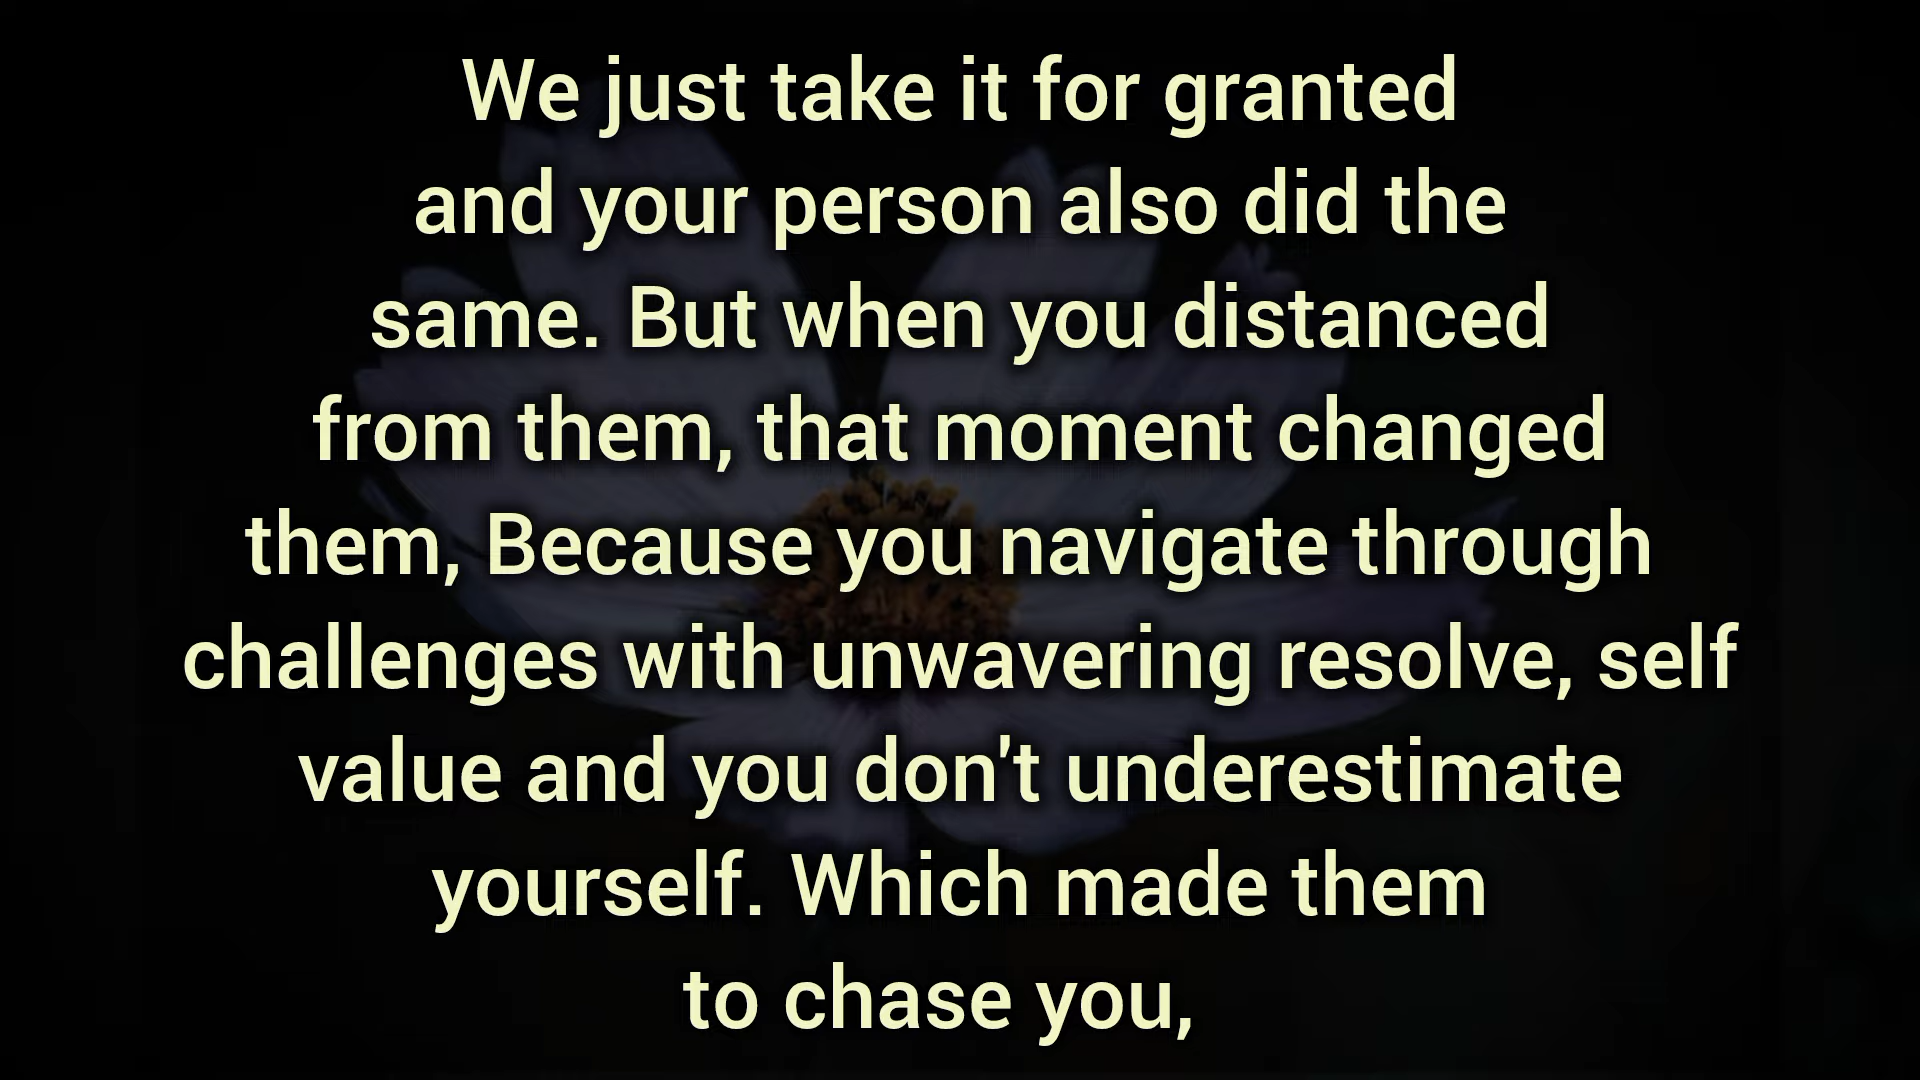 We just take it for granted
and your person also did the
same. But when you distanced
from them, that moment changed
them, Because you navigate through
challenges with unwavering resolve, self
value and you don't underestimate
yourself. Which made them
to chase you,